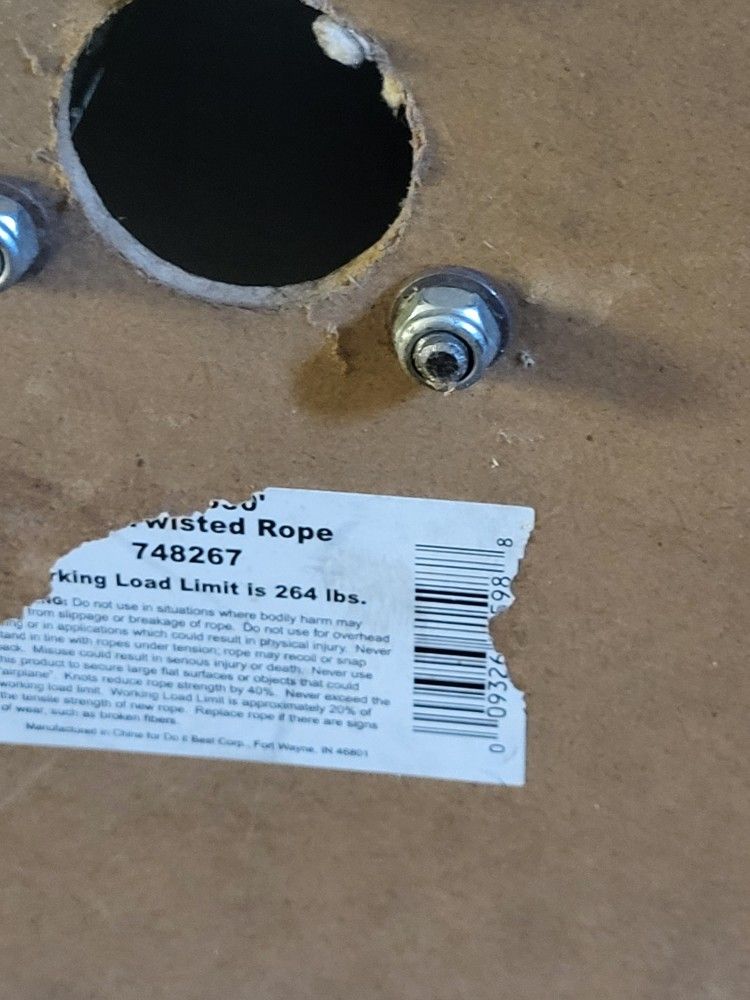 Twisted Rope
748267
rking Load Limit is 264 lbs.
NG: Do not use in situations where bodily harm may
from slippage or breakage of rope. Do not use for overhead
ing or in applications which could result in physical injury. Never
tand in line with ropes under tension; rope may recoil or snap
ack. Misuse could result in serious injury or death. Never use
his product to secure large flat surfaces or objects that could
"airplane". Knots reduce rope strength by 40%. Never exceed the
working load limit. Working Load Limit is approximately 20% of
the tensile strength of new rope. Replace rope if there are signs
of wear, such as broken fibers.
Manufactured in China for Do it Best Corp., Fort Wayne, IN 46801
0 09326 598 8